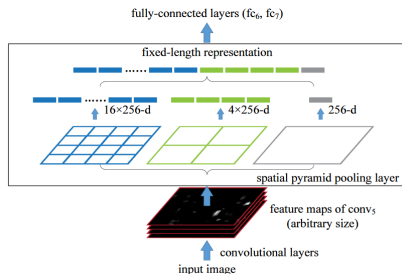 fully-connected layers (fc6, fc7)
fixed-length representation
......
......
16×256-d
4×256-d
256-d
spatial pyramid pooling layer
feature maps of conv5
(arbitrary size)
convolutional layers
input image